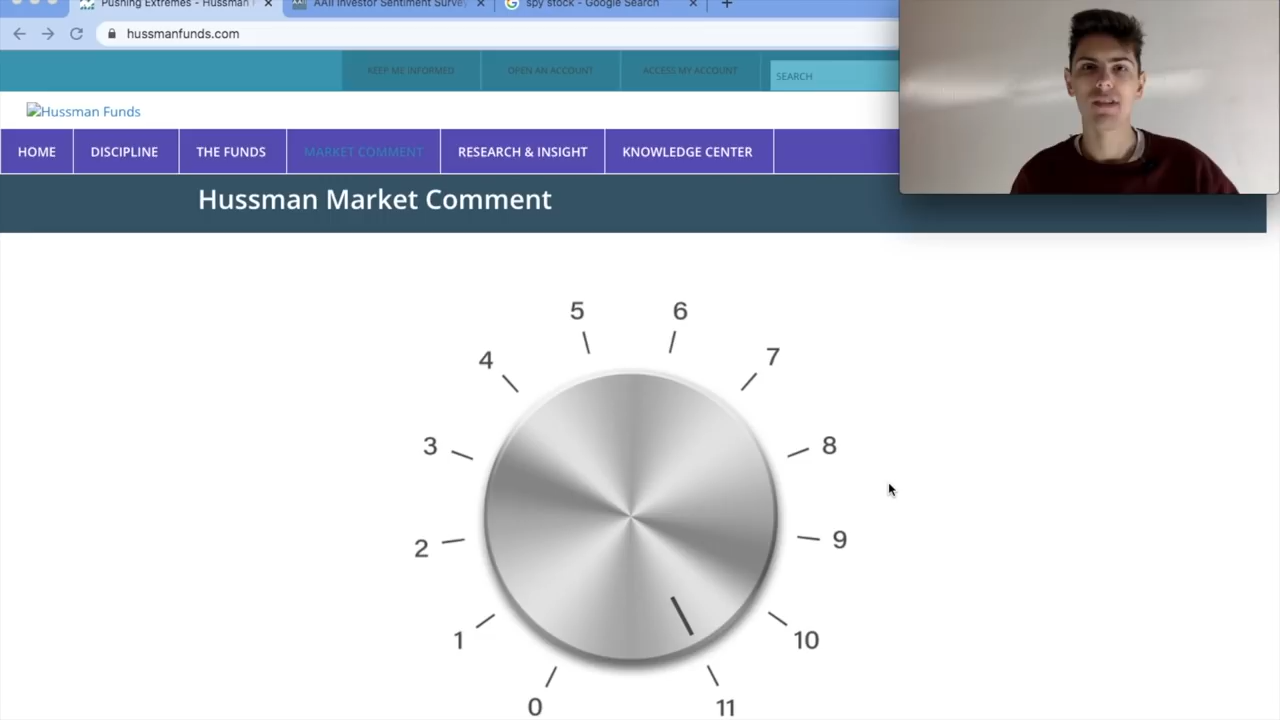 Pushing Extremes - Hussman F
AAII Investor Sentiment Survey
spy stock - Google Search
hussmanfunds.com
KEEP ME INFORMED
OPEN AN ACCOUNT
ACCESS MY ACCOUNT
SEARCH
Hussman Funds
HOME
DISCIPLINE
THE FUNDS
MARKET COMMENT
RESEARCH & INSIGHT
KNOWLEDGE CENTER
Hussman Market Comment
5
6
4
7
3
8
2
9
1
10
0
11